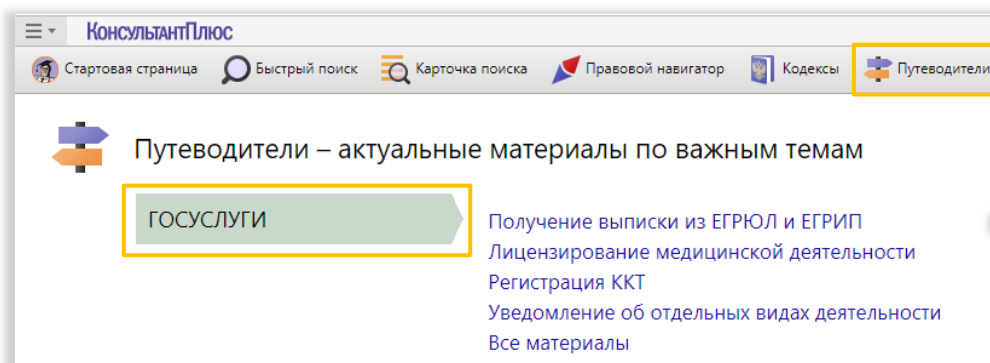 КонсультантПлюс
Стартовая страница Быстрый поиск Карточка поиска Правовой навигатор Кодексы Путеводители
Путеводители – актуальные материалы по важным темам
ГОСУСЛУГИ
Получение выписки из ЕГРЮЛ и ЕГРИП
Лицензирование медицинской деятельности
Регистрация ККТ
Уведомление об отдельных видах деятельности
Все материалы